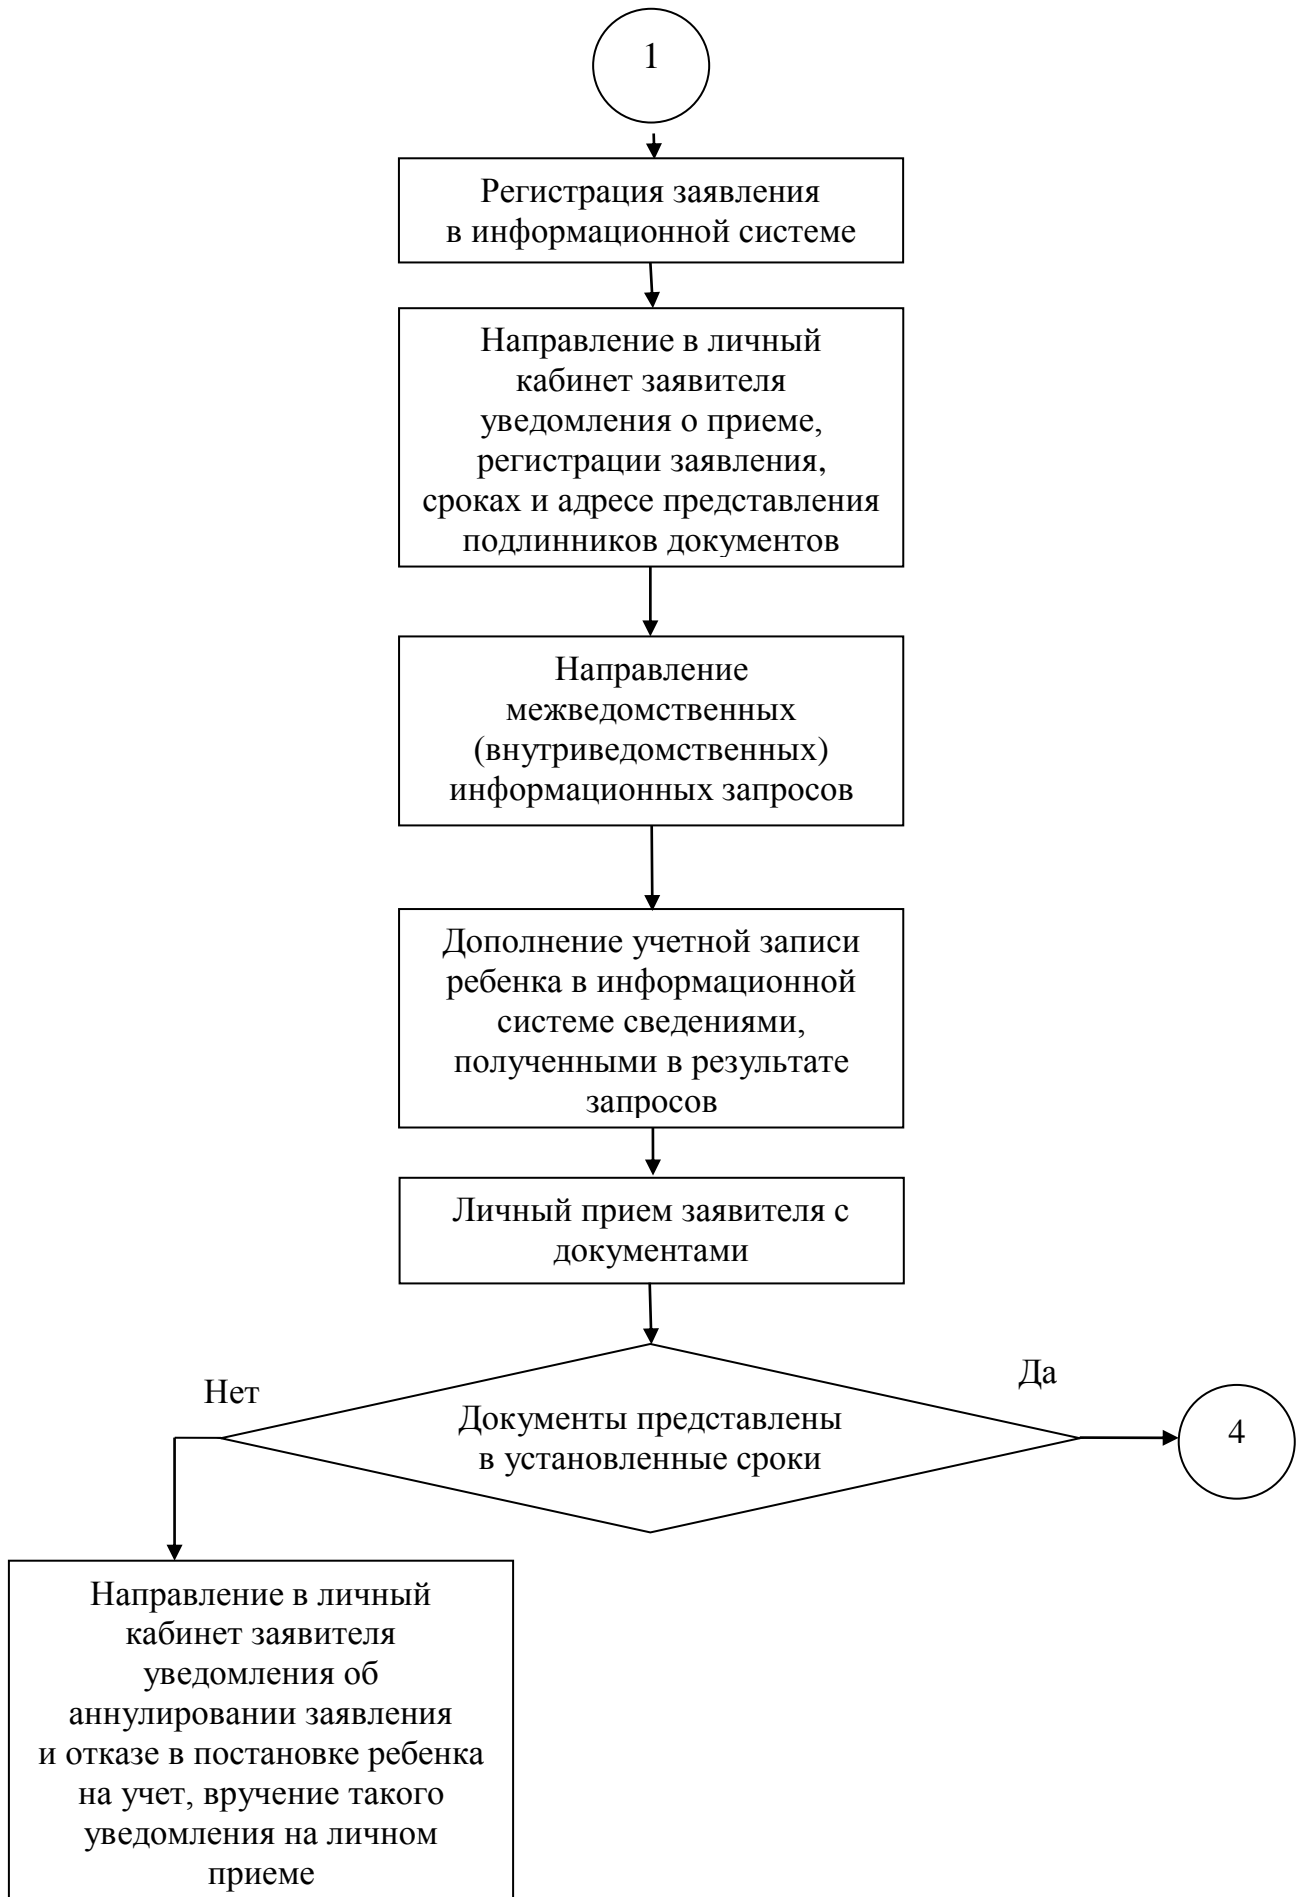 1
Регистрация заявления
в информационной системе
Направление в личный
кабинет заявителя
уведомления о приеме,
регистрации заявления,
сроках и адресе представления
подлинников документов
Направление
межведомственных
(внутриведомственных)
информационных запросов
Дополнение учетной записи
ребенка в информационной
системе сведениями,
полученными в результате
запросов
Личный прием заявителя с
документами
Нет
Да
Документы представлены
в установленные сроки
4
Направление в личный
кабинет заявителя
уведомления об
аннулировании заявления
и отказе в постановке ребенка
на учет, вручение такого
уведомления на личном
приеме